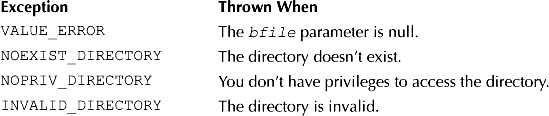 Exception Thrown When
VALUE_ERROR The bfile parameter is null.
NOEXIST_DIRECTORY The directory doesn't exist.
NOPRIV_DIRECTORY You don't have privileges to access the directory.
INVALID_DIRECTORY The directory is invalid.